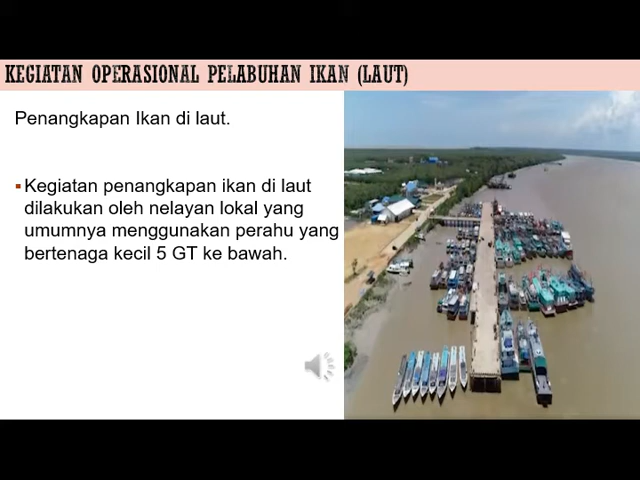 KEGIATAN OPERASIONAL PELABUHAN IKAN (LAUT)
Penangkapan Ikan di laut.
Kegiatan penangkapan ikan di laut
dilakukan oleh nelayan lokal yang
umumnya menggunakan perahu yang
bertenaga kecil 5 GT ke bawah.